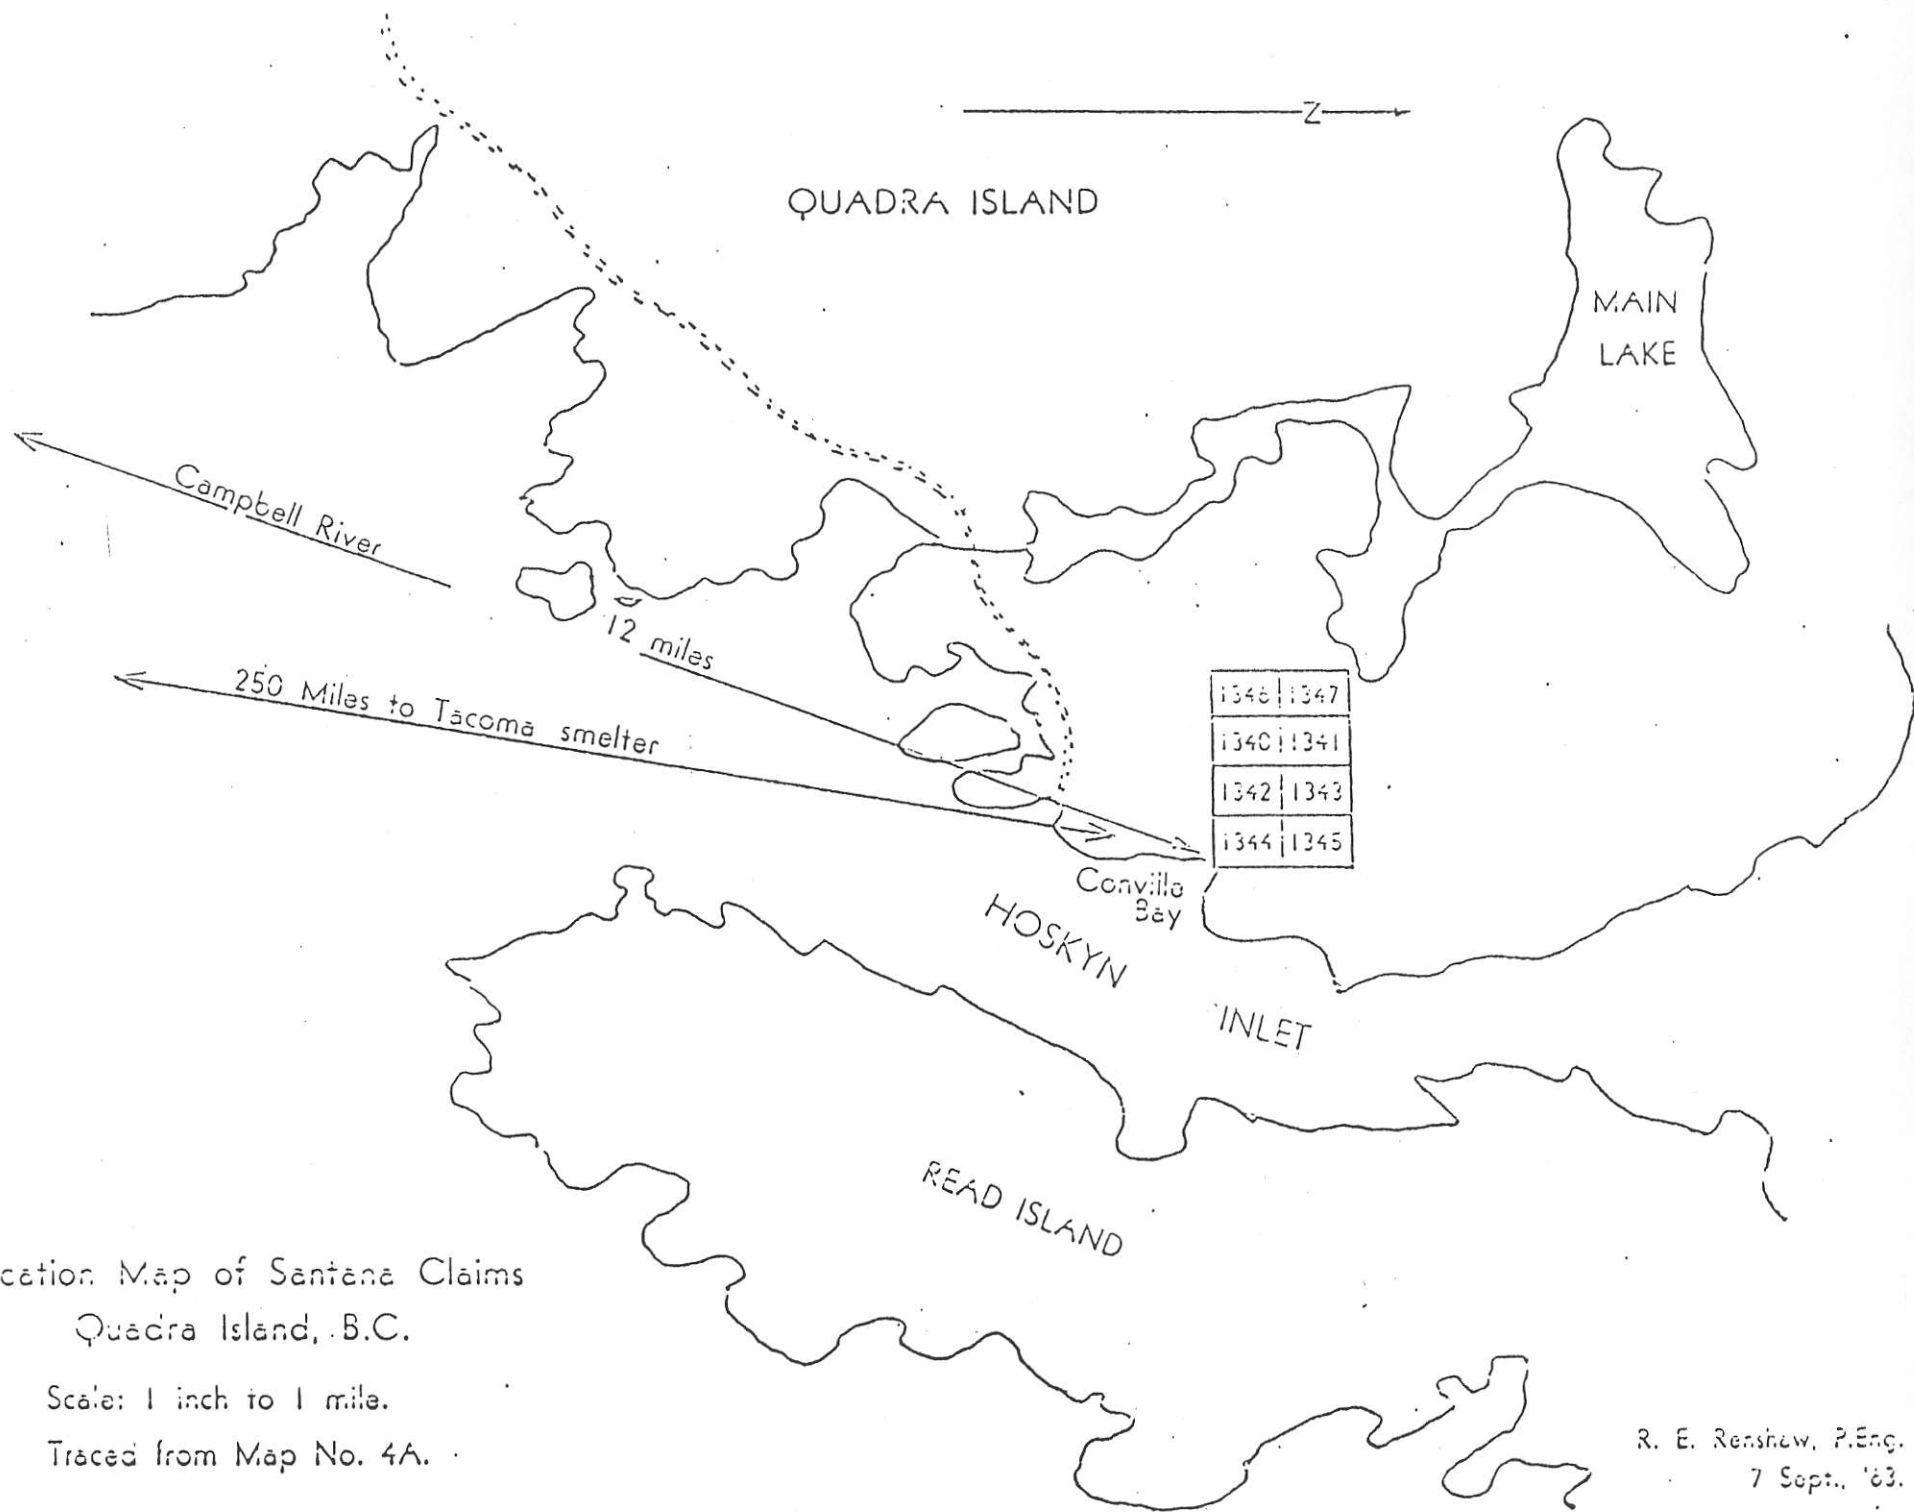 Z
QUADRA ISLAND
MAIN
LAKE
Campbell River
12 miles
250 Miles to Tacoma smelter
1346 1347
1340 1341
1342 1343
1344 1345
Conville
Bay
HOSKYN
INLET
READ ISLAND
cation Map of Santana Claims
Quadra Island, B.C.
Scale: 1 inch to 1 mile.
Traced from Map No. 4A.
R. E. Renshaw, P.Eng.
7 Sept., '63.